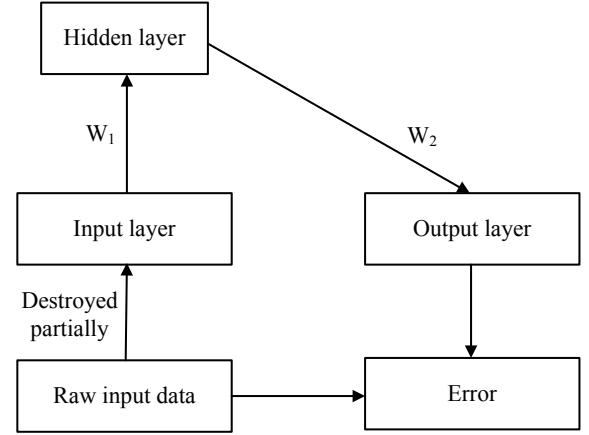 Hidden layer
W₁
W₂
Input layer
Output layer
Destroyed
partially
Raw input data
Error